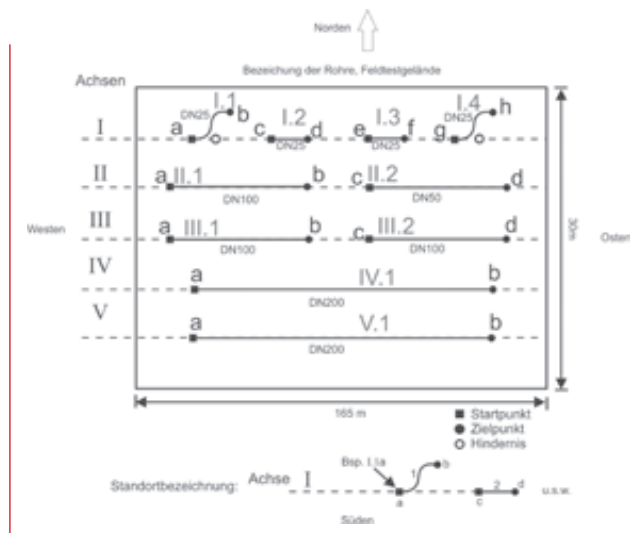 Norden
Bezeichung der Rohre, Feldtestgelände
Achsen
I.1 I.2 I.3 I.4
DN25 b DN25 h
I a c d e f g
DN25 DN25
II a II.1 b c II.2 d
DN100 DN50
III a III.1 b c III.2 d
Westen Osten 30m
DN100 DN100
IV a IV.1 b
DN200
V a V.1 b
DN200
165 m
Startpunkt
Zielpunkt
Hindernis
Bsp. I.1a
Standortbezeichnung: Achse I 1 b 2 d u.s.w.
a c
Süden